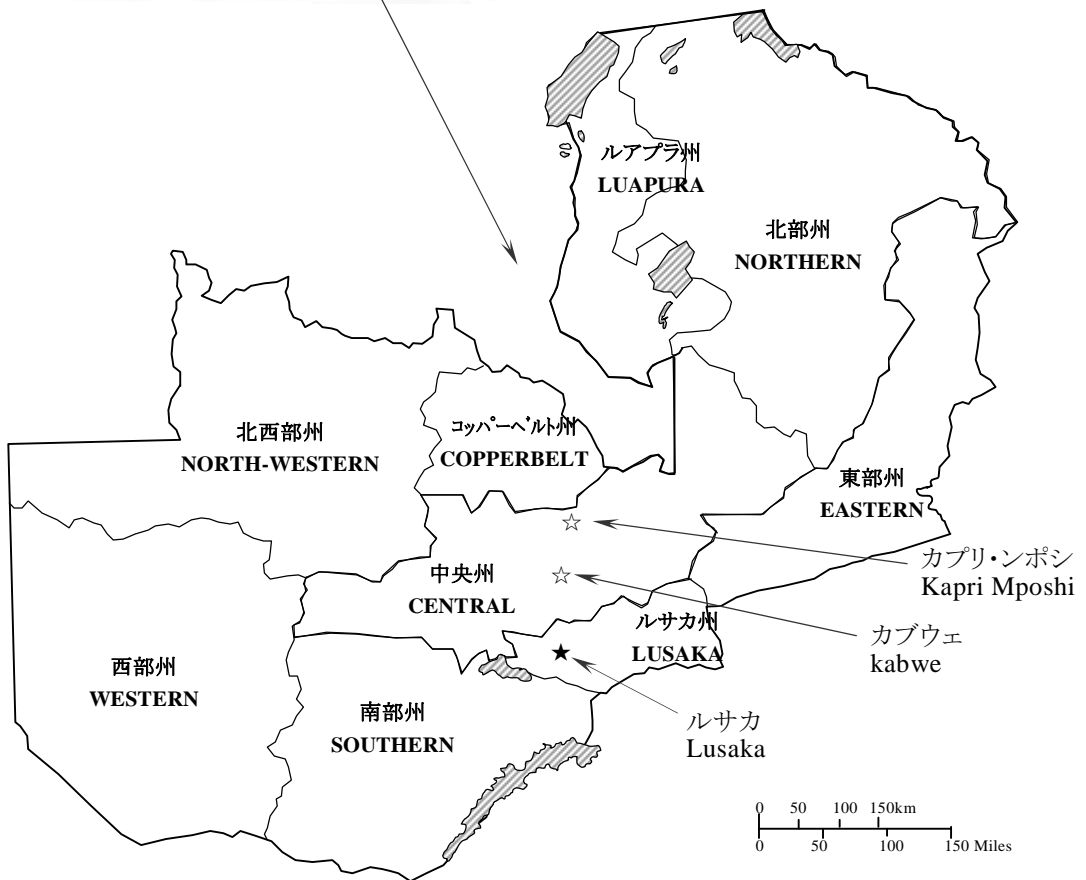 ルアプラ州
LUAPURA
北部州
NORTHERN
北西部州
NORTH-WESTERN
コッパーベルト州
COPPERBELT
東部州
EASTERN
カプリ・ンポシ
Kapri Mposhi
中央州
CENTRAL
ルサカ州
LUSAKA
カブウェ
kabwe
西部州
WESTERN
南部州
SOUTHERN
ルサカ
Lusaka
0 50 100 150km
0 50 100 150 Miles